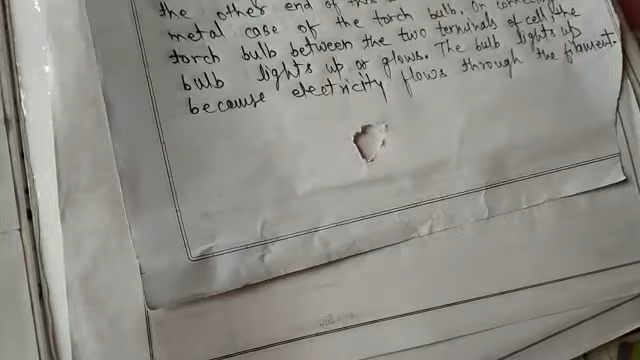 the other end of this
metal case of the torch bulb. On
torch bulb between the two terminals of cell, the
bulb lights up or glows. The bulb lights up
because electricity flows through the filament.